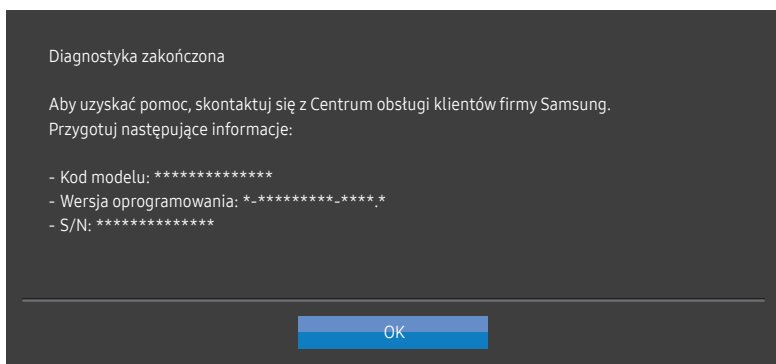 Diagnostyka zakończona
Aby uzyskać pomoc, skontaktuj się z Centrum obsługi klientów firmy Samsung.
Przygotuj następujące informacje:
- Kod modelu: **************
- Wersja oprogramowania: *-*********-****.*
- S/N: **************
OK